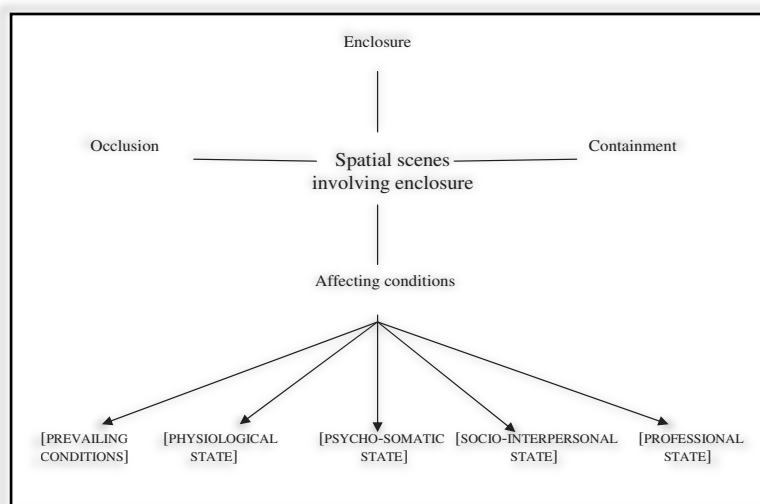 Enclosure
Occlusion
Containment
Spatial scenes
involving enclosure
Affecting conditions
[PREVAILING
CONDITIONS]
[PHYSIOLOGICAL
STATE]
[PSYCHO-SOMATIC
STATE]
[SOCIO-INTERPERSONAL
STATE]
[PROFESSIONAL
STATE]